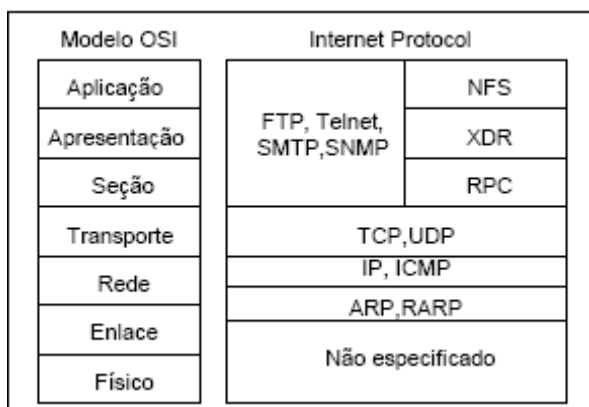 Modelo OSI
Internet Protocol
Aplicação
Apresentação
Seção
Transporte
Rede
Enlace
Físico
FTP, Telnet,
SMTP,SNMP
NFS
XDR
RPC
TCP,UDP
IP, ICMP
ARP,RARP
Não especificado